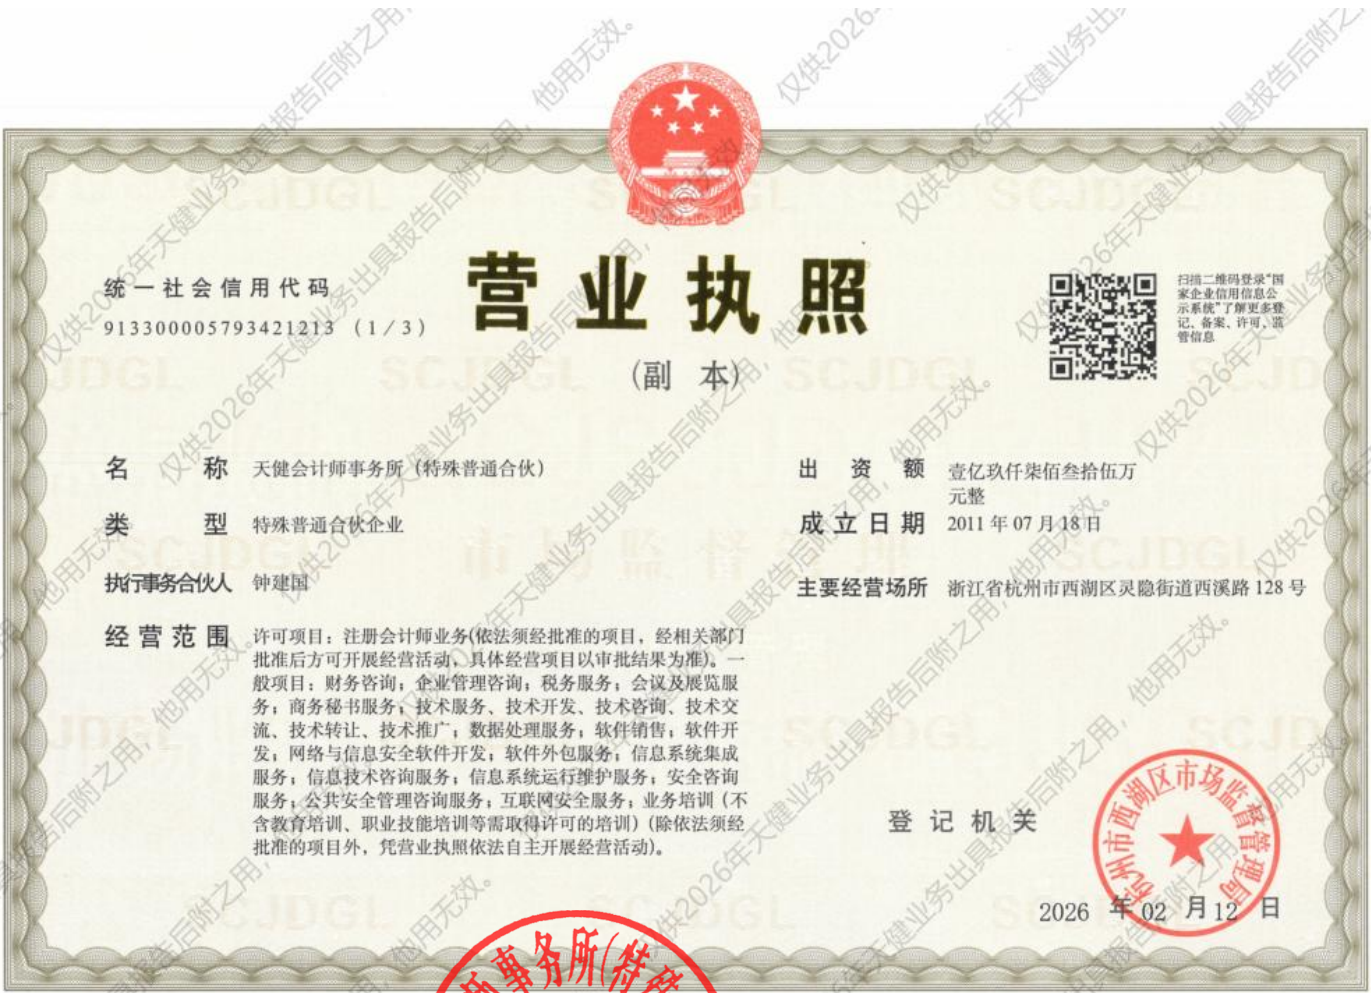 营业执照
(副 本)
统一社会信用代码
913300005793421213 (1/3)
扫描二维码登录“国
家企业信用信息公
示系统”了解更多登
记、备案、许可、监
管信息
名 称 天健会计师事务所（特殊普通合伙）
类 型 特殊普通合伙企业
执行事务合伙人 钟建国
经营范围 许可项目：注册会计师业务(依法须经批准的项目，经相关部门
批准后方可开展经营活动，具体经营项目以审批结果为准)。一
般项目：财务咨询；企业管理咨询；税务服务；会议及展览服
务；商务秘书服务；技术服务、技术开发、技术咨询、技术交
流、技术转让、技术推广；数据处理服务；软件销售；软件开
发；网络与信息安全软件开发；软件外包服务；信息系统集成
服务；信息技术咨询服务；信息系统运行维护服务；安全咨询
服务；公共安全管理咨询服务；互联网安全服务；业务培训（不
含教育培训、职业技能培训等需取得许可的培训）(除依法须经
批准的项目外，凭营业执照依法自主开展经营活动)。
出 资 额 壹亿玖仟柒佰叁拾伍万
元整
成立日期 2011 年 07 月 18 日
主要经营场所 浙江省杭州市西湖区灵隐街道西溪路 128 号
登记机关
杭州市西湖区市场监督管理局
2026 年 02 月 12 日
师事务所(特殊
仅供2026年天健业务出具报告后附之用，他用无效。
SCJDGL
市场监督管理